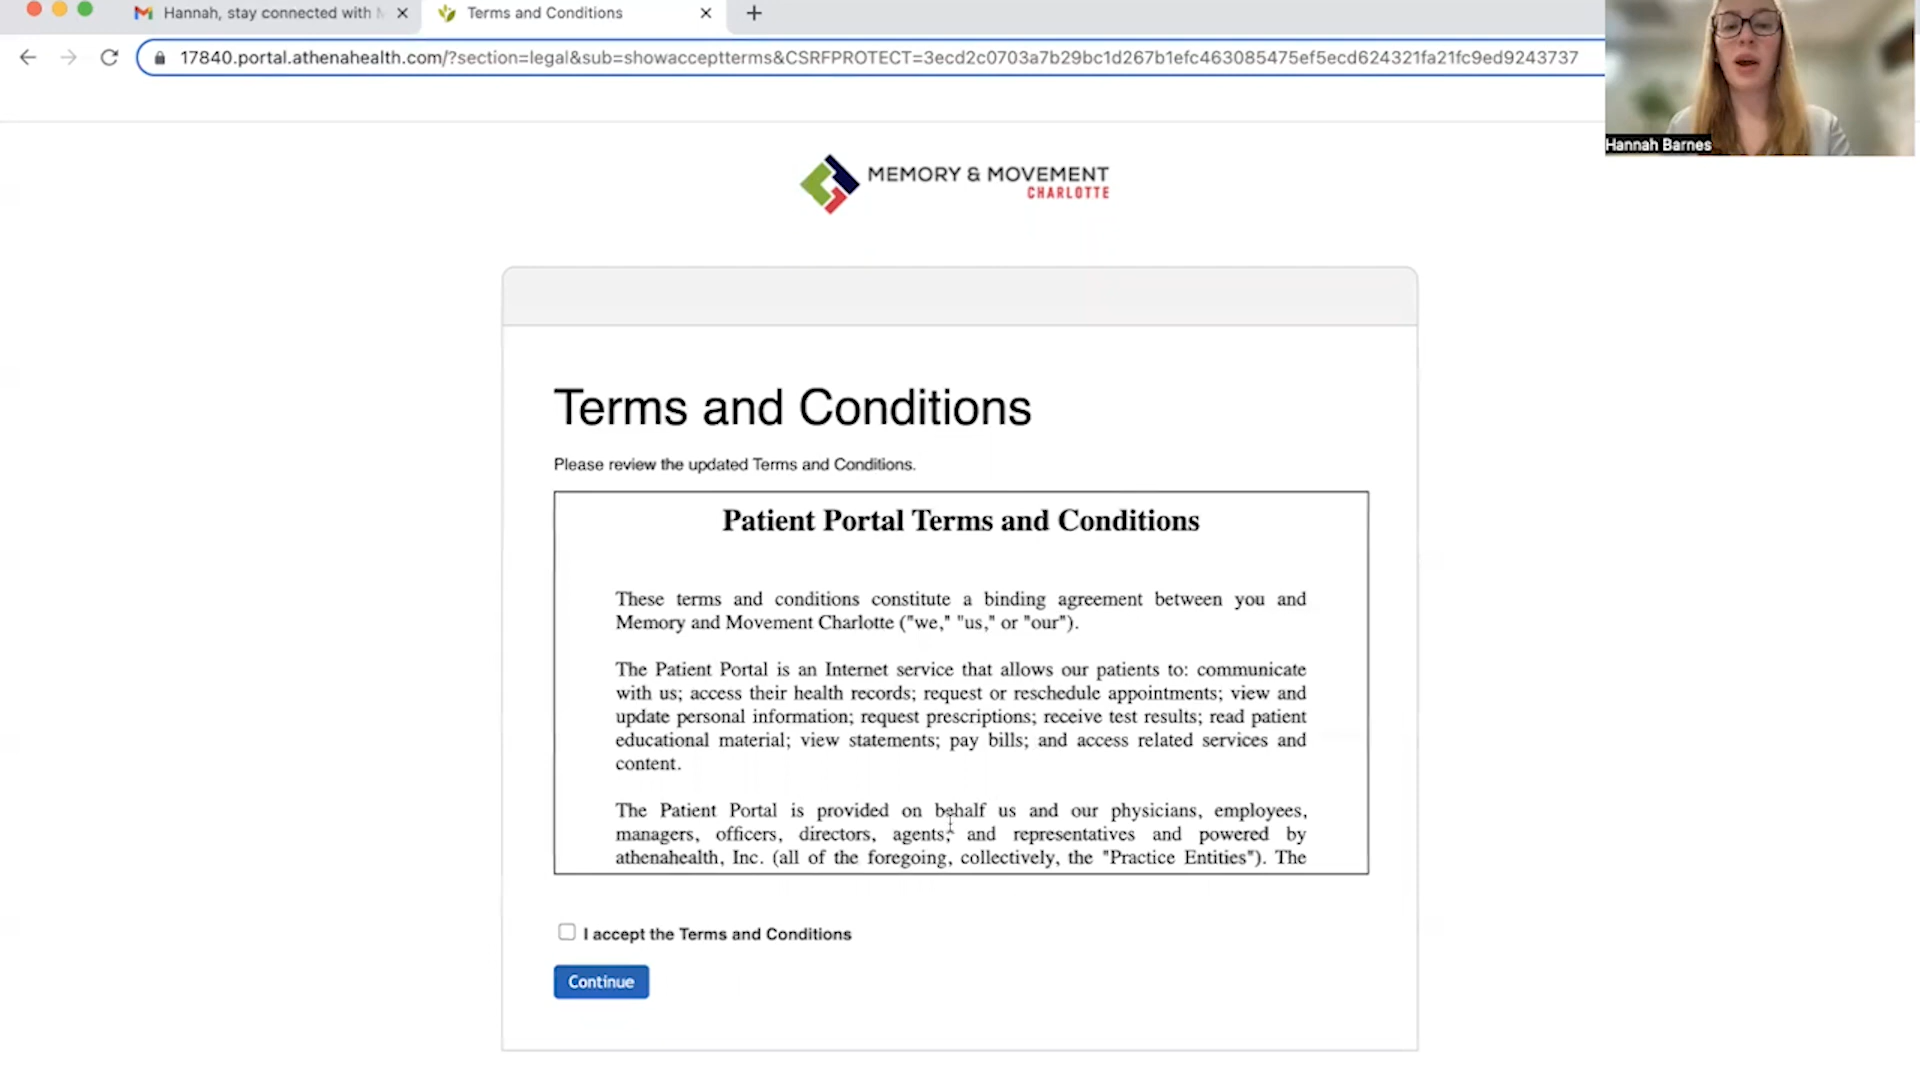 Hannah, stay connected with
Terms and Conditions
17840.portal.athenahealth.com/?section=legal&sub=showacceptterms&CSRFPROTECT=3ecd2c0703a7b29bc1d267b1efc463085475ef5ecd624321fa21fc9ed9243737
Hannah Barnes
MEMORY & MOVEMENT
CHARLOTTE
Terms and Conditions
Please review the updated Terms and Conditions.
Patient Portal Terms and Conditions
These terms and conditions constitute a binding agreement between you and
Memory and Movement Charlotte ("we," "us," or "our").
The Patient Portal is an Internet service that allows our patients to: communicate
with us; access their health records; request or reschedule appointments; view and
update personal information; request prescriptions; receive test results; read patient
educational material; view statements; pay bills; and access related services and
content.
The Patient Portal is provided on behalf us and our physicians, employees,
managers, officers, directors, agents, and representatives and powered by
athenahealth, Inc. (all of the foregoing, collectively, the "Practice Entities"). The
I accept the Terms and Conditions
Continue